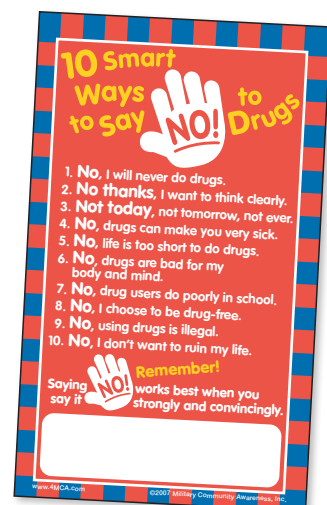 10 Smart
Ways to
to Say NO! Drugs
1. No, I will never do drugs.
2. No thanks, I want to think clearly.
3. Not today, not tomorrow, not ever.
4. No, drugs can make you very sick.
5. No, life is too short to do drugs.
6. No, drugs are bad for my
body and mind.
7. No, drug users do poorly in school.
8. No, I choose to be drug-free.
9. No, using drugs is illegal.
10. No, I don't want to ruin my life.
Remember!
Saying NO! works best when you
say it strongly and convincingly.
www.4MCA.com ©2007 Military Community Awareness, Inc.